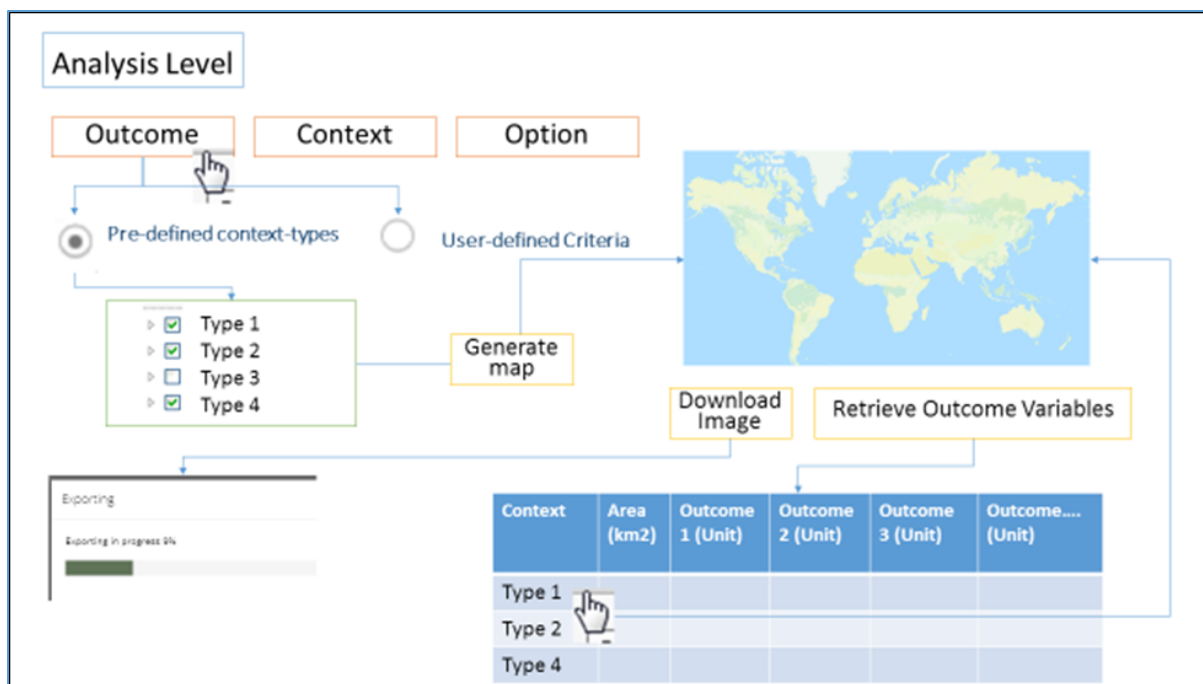 Analysis Level
Outcome
Context
Option
Pre-defined context-types
User-defined Criteria
Type 1
Type 2
Type 3
Type 4
Generate
map
Download
Image
Retrieve Outcome Variables
Exporting
Exporting in progress 9%
Context
Area
(km2)
Outcome
1 (Unit)
Outcome
2 (Unit)
Outcome
3 (Unit)
Outcome....
(Unit)
Type 1
Type 2
Type 4